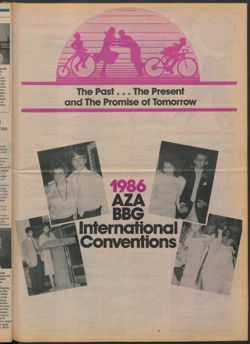 The Past . . . The Present
and The Promise of Tomorrow
1986
AZA
BBG
International
Conventions